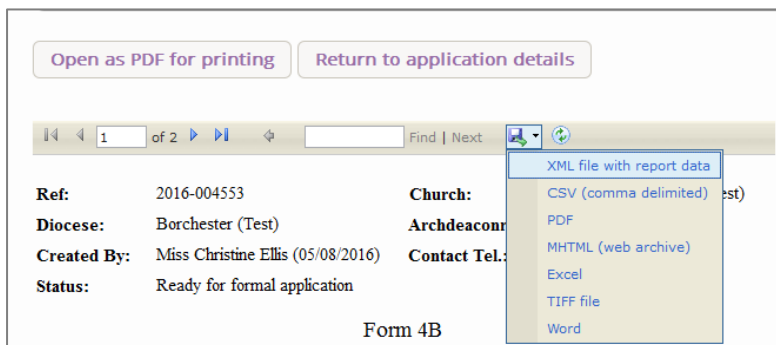 Open as PDF for printing Return to application details
1 of 2 Find | Next
XML file with report data
Ref: 2016-004553 Church: est)
CSV (comma delimited)
Diocese: Borchester (Test)
PDF
Created By: Miss Christine Ellis (05/08/2016) Contact Tel.:
MHTML (web archive)
Status: Ready for formal application
Excel
TIFF file
Form 4B
Word